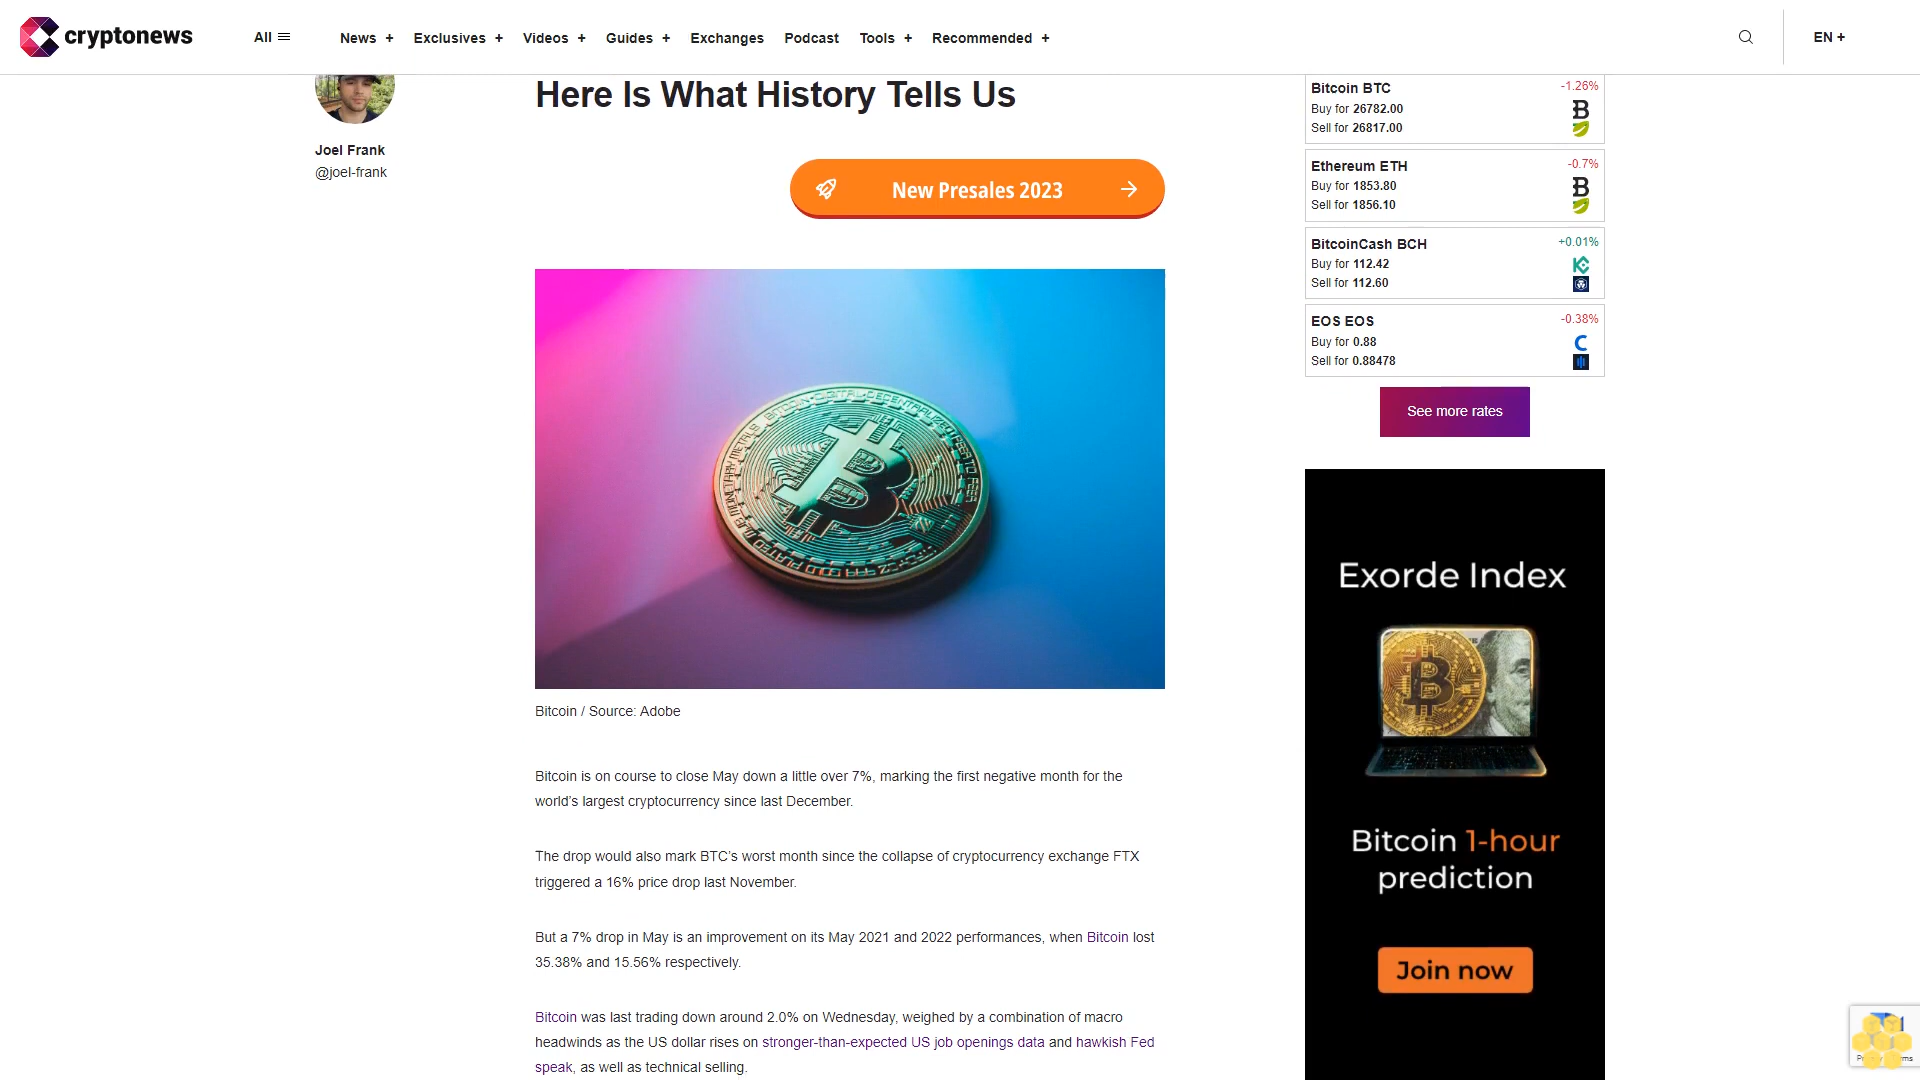 cryptonews
All
News +
Exclusives +
Videos +
Guides +
Exchanges
Podcast
Tools +
Recommended +
EN +
Joel Frank
@joel-frank
Here Is What History Tells Us
New Presales 2023
Bitcoin / Source: Adobe
Bitcoin is on course to close May down a little over 7%, marking the first negative month for the
world's largest cryptocurrency since last December.
The drop would also mark BTC's worst month since the collapse of cryptocurrency exchange FTX
triggered a 16% price drop last November.
But a 7% drop in May is an improvement on its May 2021 and 2022 performances, when Bitcoin lost
35.38% and 15.56% respectively.
Bitcoin was last trading down around 2.0% on Wednesday, weighed by a combination of macro
headwinds as the US dollar rises on stronger-than-expected US job openings data and hawkish Fed
speak, as well as technical selling.
Bitcoin BTC
-1.26%
Buy for 26782.00
Sell for 26817.00
Ethereum ETH
-0.7%
Buy for 1853.80
Sell for 1856.10
BitcoinCash BCH
+0.01%
Buy for 112.42
Sell for 112.60
EOS EOS
-0.38%
Buy for 0.88
Sell for 0.88478
See more rates
Exorde Index
Bitcoin 1-hour
prediction
Join now